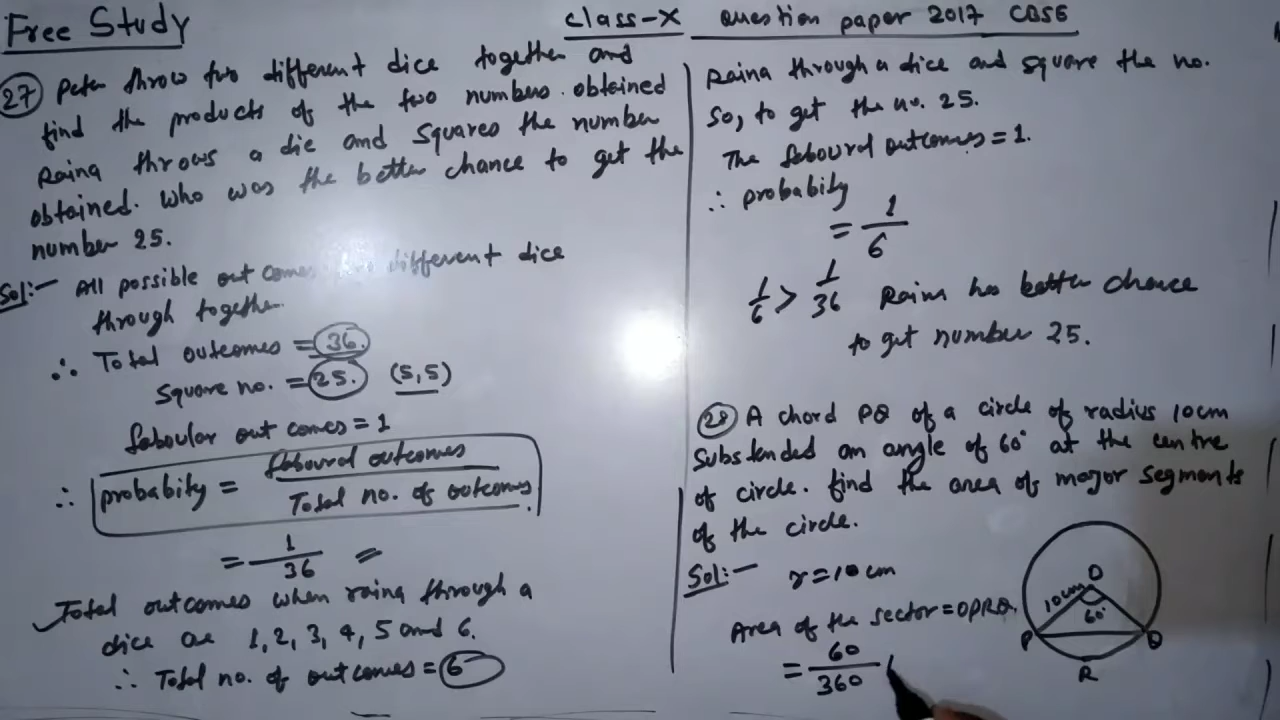 Free Study
Class-X Question paper 2017 CBSE
27 Peter throw two different dice together and
find the products of the two numbers obtained
Raina throws a die and squares the number
obtained. Who was the better chance to get the
number 25.
Sol:- All possible out comes different dice
through together.
∴ Total outcomes = 36.
Square no. = 25. (5,5)
Faboular out comes = 1
∴ probabity = Faboural outcomes / Total no. of outcomes.
= 1/36 =
Total outcomes when raina through a
dice are 1, 2, 3, 4, 5 and 6.
∴ Total no. of outcomes = 6
Raina through a dice and square the no.
So, to get the no. 25.
The faboural outcomes = 1.
∴ probabity
= 1/6
1/6 > 1/36 Raina has better chance
to get number 25.
28 A chord PQ of a circle of radius 10cm
Substended an angle of 60° at the centre
of circle. find the area of major segments
of the circle.
Sol:- r = 10 cm
Area of the sector = OPRQ.
= 60/360
O
10cm
60°
P
Q
R